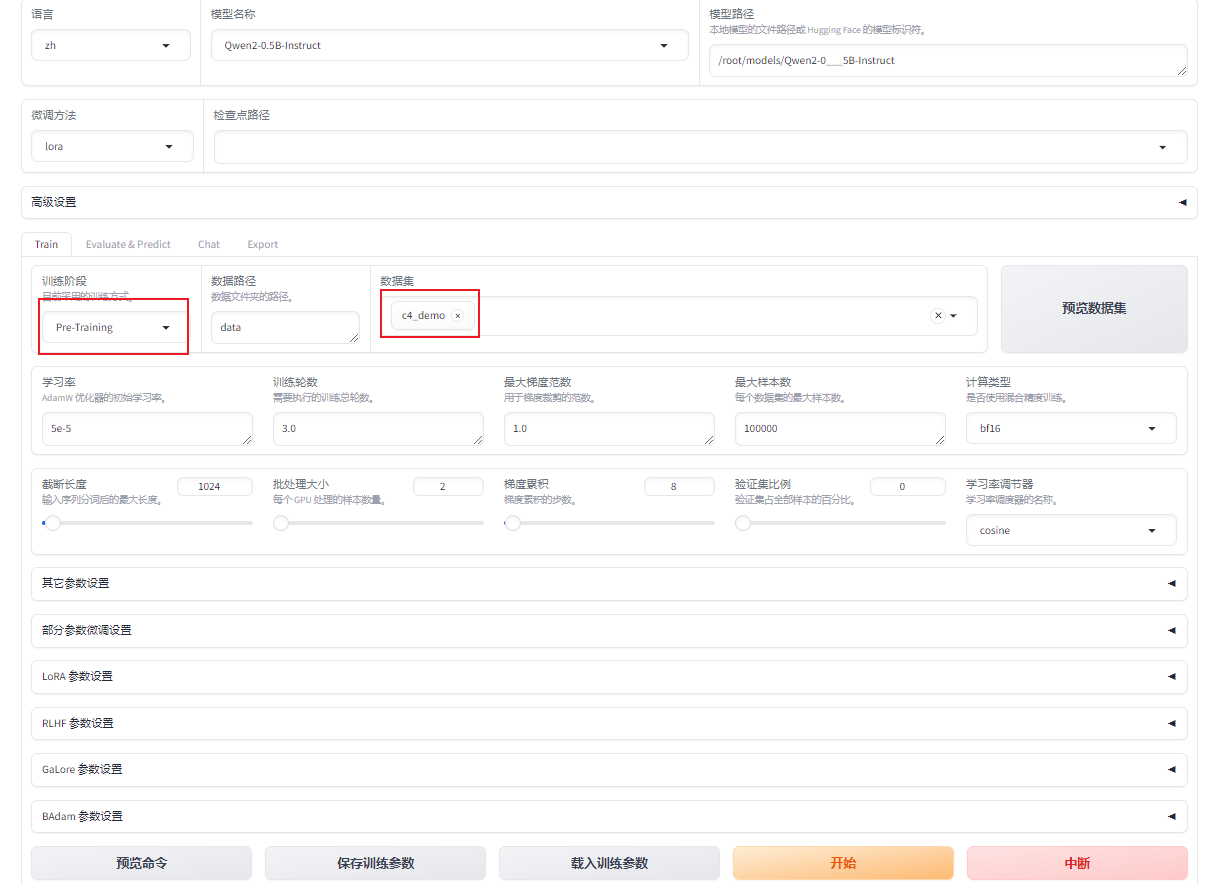 语言
zh
模型名称
Qwen2-0.5B-Instruct
模型路径
本地模型的文件路径或 Hugging Face 的模型标识符。
/root/models/Qwen2-0___5B-Instruct
微调方法
lora
检查点路径
高级设置
Train Evaluate & Predict Chat Export
训练阶段
目前采用的训练方式。
Pre-Training
数据路径
数据文件夹的路径。
data
数据集
c4_demo ×
预览数据集
学习率
AdamW 优化器的初始学习率。
5e-5
训练轮数
需要执行的训练总轮数。
3.0
最大梯度范数
用于梯度裁剪的范数。
1.0
最大样本数
每个数据集的最大样本数。
100000
计算类型
是否使用混合精度训练。
bf16
截断长度
输入序列分词后的最大长度。
1024
批处理大小
每个 GPU 处理的样本数量。
2
梯度累积
梯度累积的步数。
8
验证集比例
验证集占全部样本的百分比。
0
学习率调节器
学习率调度器的名称。
cosine
其它参数设置
部分参数微调设置
LoRA 参数设置
RLHF 参数设置
GaLore 参数设置
BAdam 参数设置
预览命令
保存训练参数
载入训练参数
开始
中断